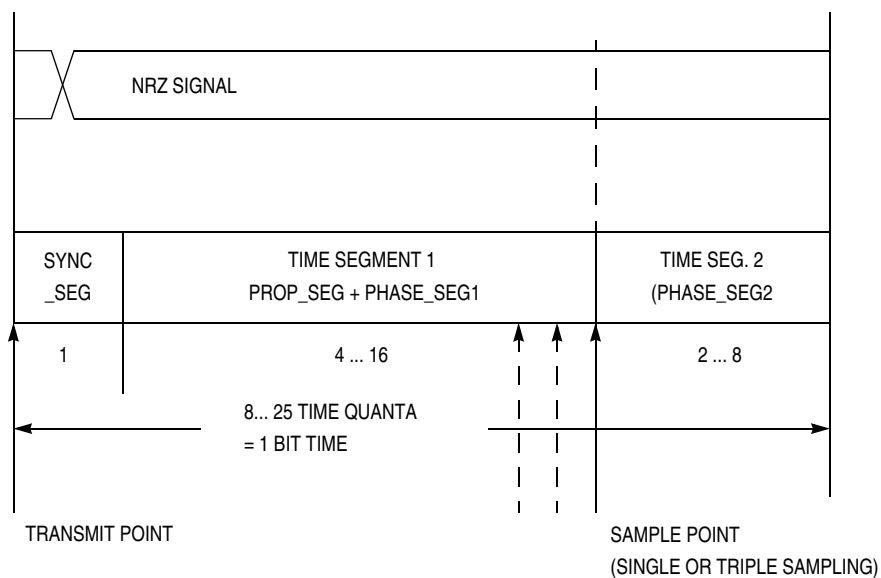 NRZ SIGNAL
SYNC
_SEG
TIME SEGMENT 1
PROP_SEG + PHASE_SEG1
TIME SEG. 2
(PHASE_SEG2
1
4 ... 16
2 ... 8
8... 25 TIME QUANTA
= 1 BIT TIME
TRANSMIT POINT
SAMPLE POINT
(SINGLE OR TRIPLE SAMPLING)